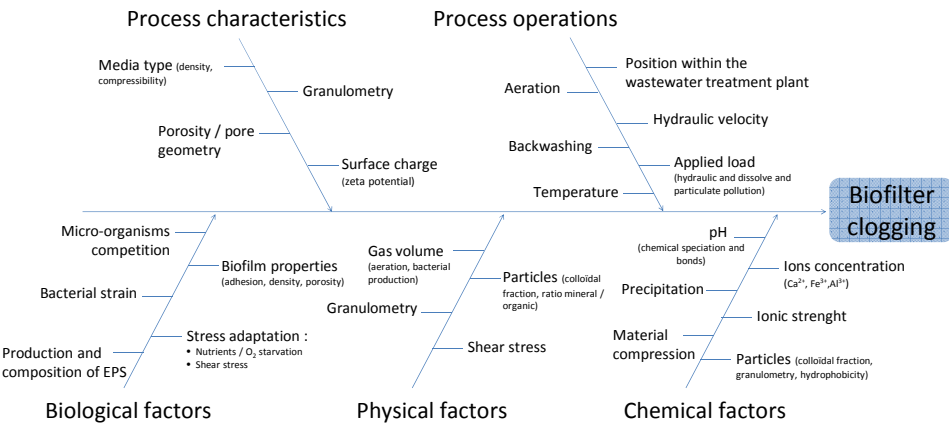 Process characteristics
Media type (density,
compressibility)
Granulometry
Porosity / pore
geometry
Surface charge
(zeta potential)
Process operations
Position within the
wastewater treatment plant
Aeration
Hydraulic velocity
Backwashing
Applied load
(hydraulic and dissolve and
particulate pollution)
Temperature
Biofilter
clogging
Micro-organisms
competition
Biofilm properties
(adhesion, density, porosity)
Bacterial strain
Stress adaptation :
• Nutrients / O₂ starvation
• Shear stress
Production and
composition of EPS
Biological factors
Gas volume
(aeration, bacterial
production)
Particles (colloïdal
fraction, ratio mineral /
organic)
Granulometry
Shear stress
Physical factors
pH
(chemical speciation and
bonds)
Ions concentration
(Ca²⁺, Fe³⁺,Al³⁺)
Precipitation
Ionic strenght
Material
compression
Particles (colloïdal fraction,
granulometry, hydrophobicity)
Chemical factors